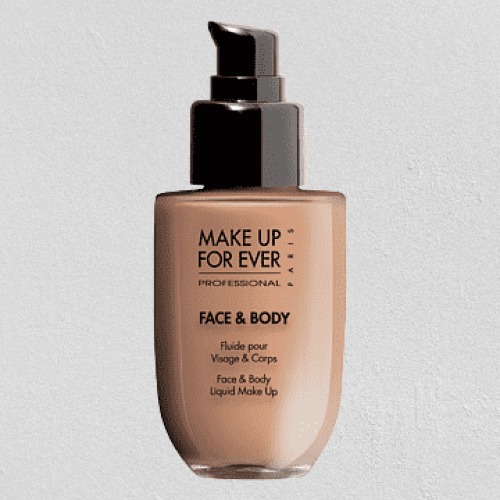 MAKE UP
FOR EVER
PARIS
PROFESSIONAL
FACE & BODY
Fluide pour
Visage & Corps
Face & Body
Liquid Make Up